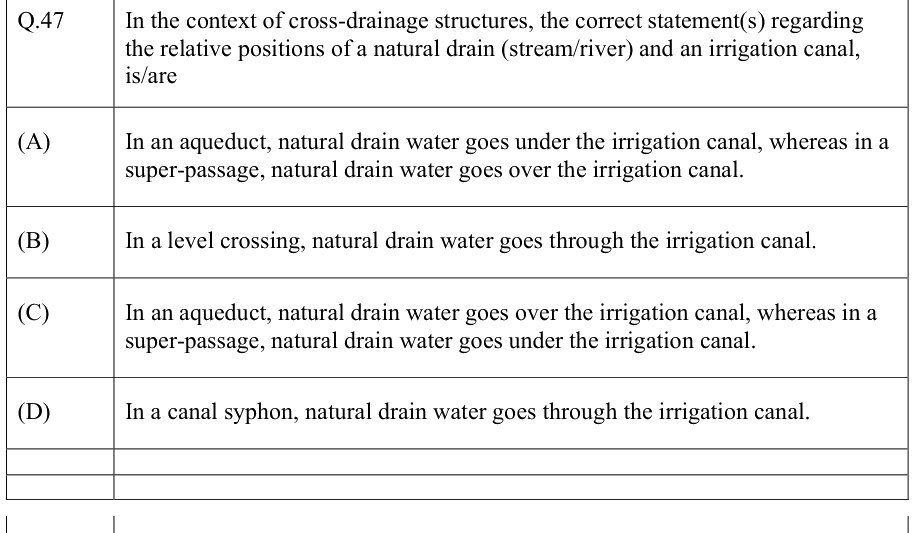 Q.47 In the context of cross-drainage structures, the correct statement(s) regarding
the relative positions of a natural drain (stream/river) and an irrigation canal,
is/are
(A) In an aqueduct, natural drain water goes under the irrigation canal, whereas in a
super-passage, natural drain water goes over the irrigation canal.
(B) In a level crossing, natural drain water goes through the irrigation canal.
(C) In an aqueduct, natural drain water goes over the irrigation canal, whereas in a
super-passage, natural drain water goes under the irrigation canal.
(D) In a canal syphon, natural drain water goes through the irrigation canal.